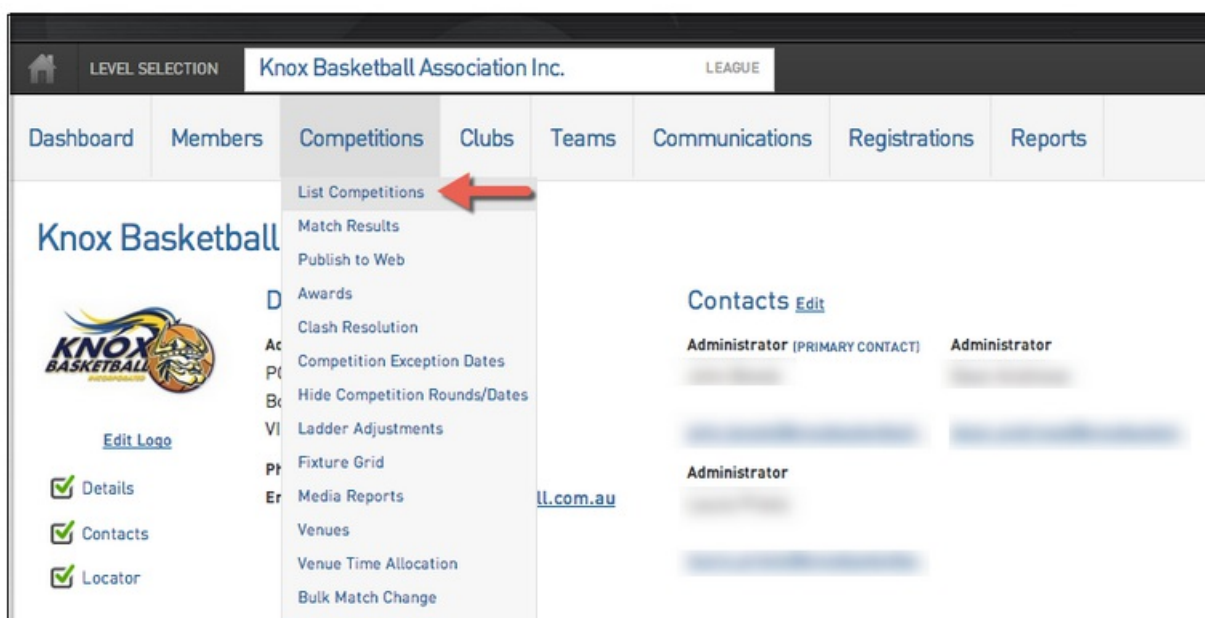 LEVEL SELECTION Knox Basketball Association Inc. LEAGUE
Dashboard Members Competitions Clubs Teams Communications Registrations Reports
List Competitions
Match Results
Publish to Web
Awards
Clash Resolution
Competition Exception Dates
Hide Competition Rounds/Dates
Ladder Adjustments
Fixture Grid
Media Reports
Venues
Venue Time Allocation
Bulk Match Change
Knox Basketball
KNOX
BASKETBALL
INCORPORATED
Edit Logo
Details
Contacts
Locator
ll.com.au
Contacts Edit
Administrator (PRIMARY CONTACT) Administrator
Administrator